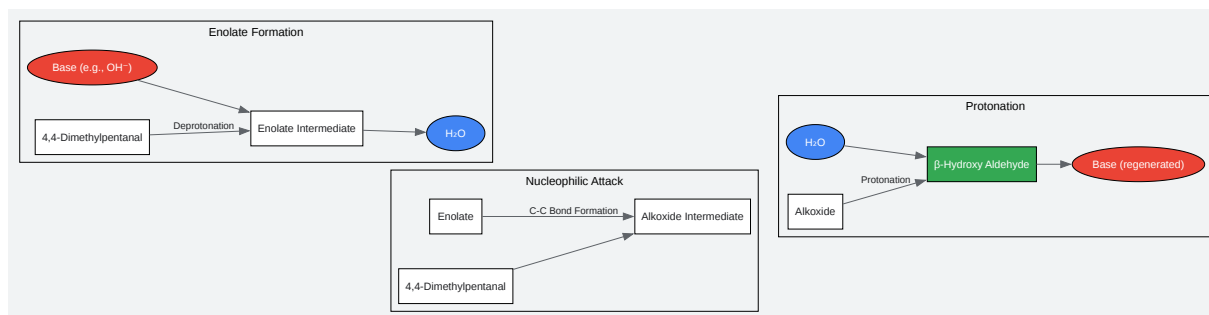 Enolate Formation
Base (e.g., OH⁻)
4,4-Dimethylpentanal
Deprotonation
Enolate Intermediate
H₂O
Nucleophilic Attack
Enolate
C-C Bond Formation
Alkoxide Intermediate
4,4-Dimethylpentanal
Protonation
H₂O
Alkoxide
Protonation
β-Hydroxy Aldehyde
Base (regenerated)